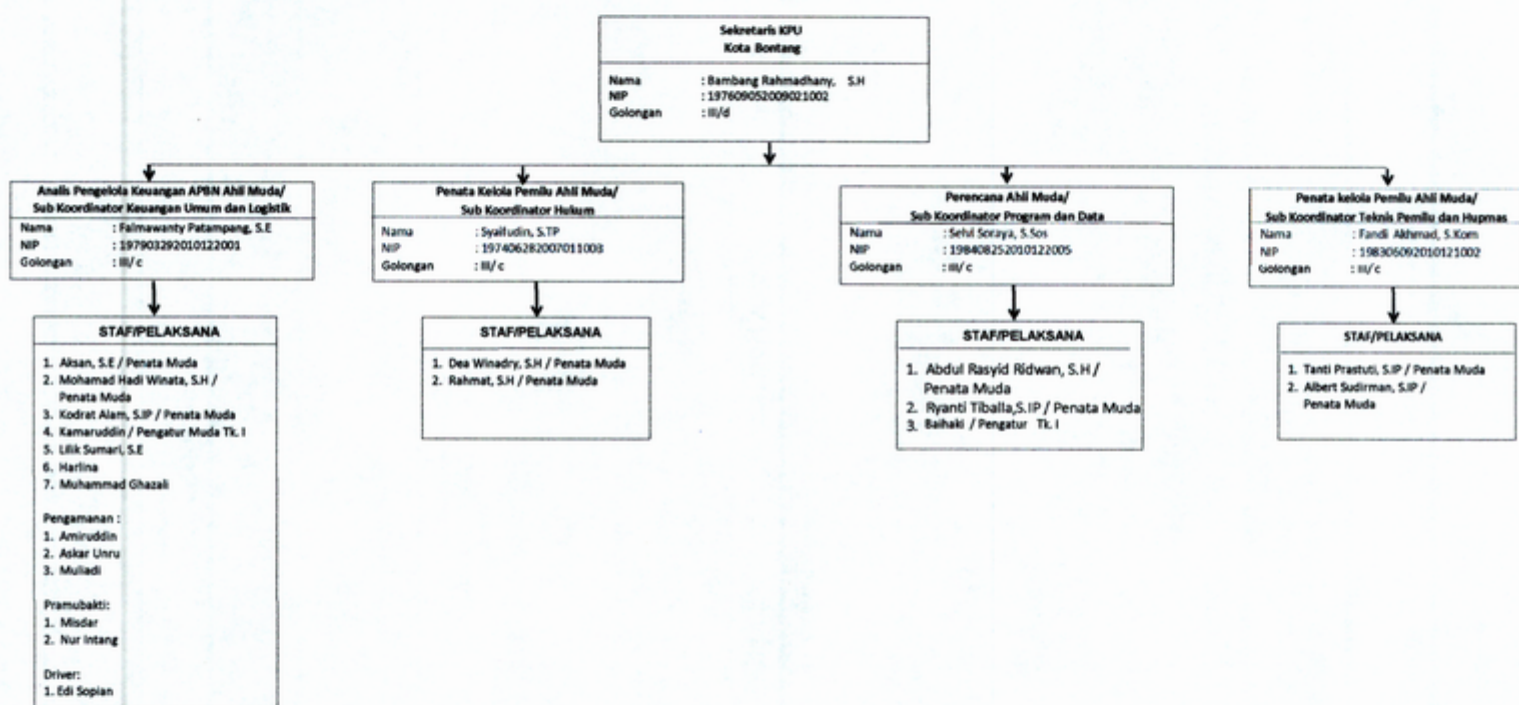 Sekretaris KPU
Kota Bontang
Nama : Bambang Rahmadhany, S.H
NIP : 197609052009021002
Golongan : III/d
Analis Pengelola Keuangan APBN Ahli Muda/
Sub Koordinator Keuangan Umum dan Logistik
Nama : Falmawanty Patampang, S.E
NIP : 197903292010122001
Golongan : III/ c
STAF/PELAKSANA
1. Aksan, S.E / Penata Muda
2. Mohamad Hadi Winata, S.H /
Penata Muda
3. Kodrat Alam, S.IP / Penata Muda
4. Kamaruddin / Pengatur Muda Tk. I
5. Lilik Sumari, S.E
6. Harlina
7. Muhammad Ghazali
Pengamanan :
1. Amiruddin
2. Askar Unru
3. Muliadi
Pramubakti:
1. Misdar
2. Nur Intang
Driver:
1. Edi Sopian
Penata Kelola Pemilu Ahli Muda/
Sub Koordinator Hukum
Nama : Syaifudin, S.TP
NIP : 197406282007011003
Golongan : III/ c
STAF/PELAKSANA
1. Dea Winadry, S.H / Penata Muda
2. Rahmat, S.H / Penata Muda
Perencana Ahli Muda/
Sub Koordinator Program dan Data
Nama : Sehvi Soraya, S.Sos
NIP : 198408252010122005
Golongan : III/ c
STAF/PELAKSANA
1. Abdul Rasyid Ridwan, S.H /
Penata Muda
2. Ryanti Tiballa,S.IP / Penata Muda
3. Baihaki / Pengatur Tk. I
Penata kelola Pemilu Ahli Muda/
Sub Koordinator Teknis Pemilu dan Hupmas
Nama : Fandi Akhmad, S.Kom
NIP : 198306092010121002
Golongan : III/ c
STAF/PELAKSANA
1. Tanti Prastuti, S.IP / Penata Muda
2. Albert Sudirman, S.IP /
Penata Muda